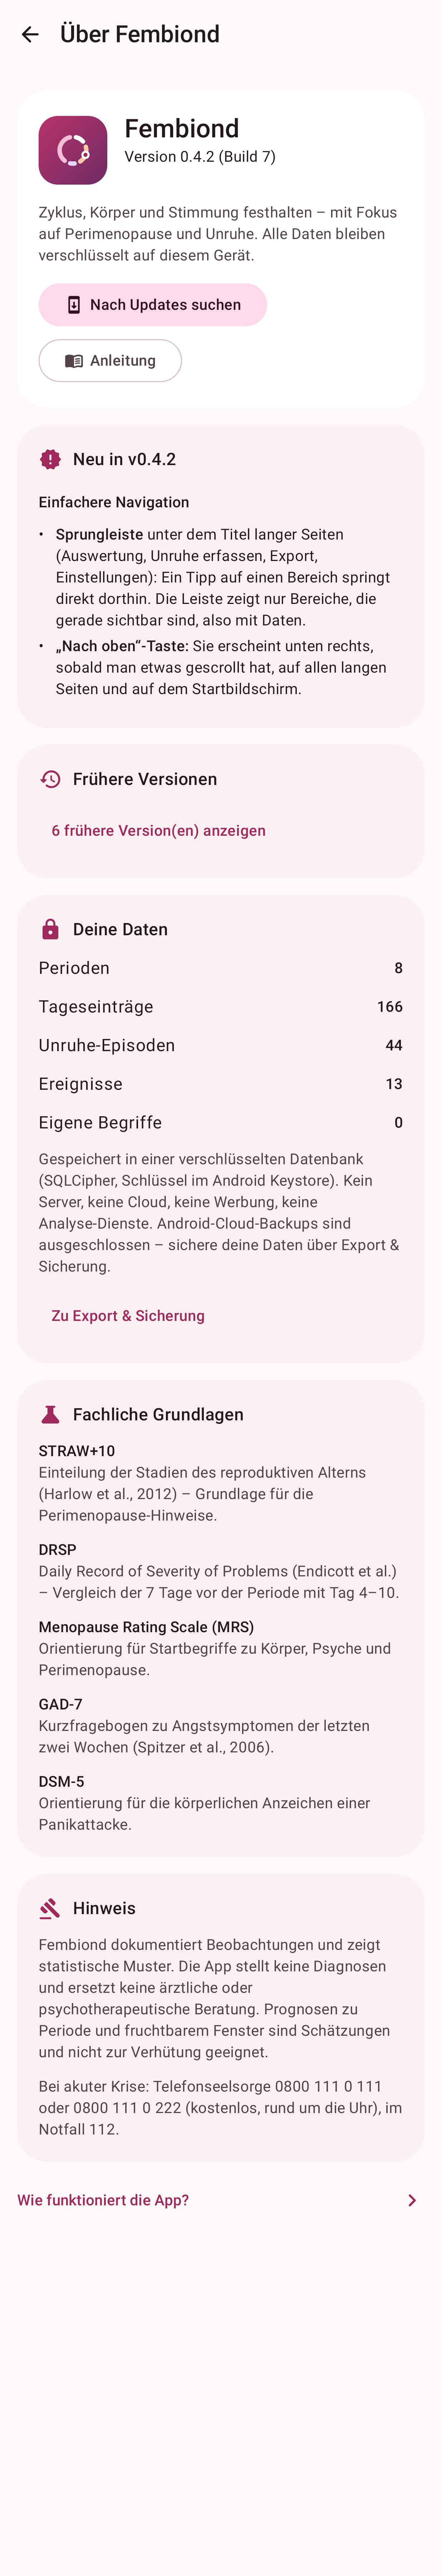 Über Fembiond
Fembiond
Version 0.4.2 (Build 7)
Zyklus, Körper und Stimmung festhalten – mit Fokus
auf Perimenopause und Unruhe. Alle Daten bleiben
verschlüsselt auf diesem Gerät.
Nach Updates suchen
Anleitung
Neu in v0.4.2
Einfachere Navigation
• Sprungleiste unter dem Titel langer Seiten
(Auswertung, Unruhe erfassen, Export,
Einstellungen): Ein Tipp auf einen Bereich springt
direkt dorthin. Die Leiste zeigt nur Bereiche, die
gerade sichtbar sind, also mit Daten.
• „Nach oben“-Taste: Sie erscheint unten rechts,
sobald man etwas gescrollt hat, auf allen langen
Seiten und auf dem Startbildschirm.
Frühere Versionen
6 frühere Version(en) anzeigen
Deine Daten
Perioden 8
Tageseinträge 166
Unruhe-Episoden 44
Ereignisse 13
Eigene Begriffe 0
Gespeichert in einer verschlüsselten Datenbank
(SQLCipher, Schlüssel im Android Keystore). Kein
Server, keine Cloud, keine Werbung, keine
Analyse-Dienste. Android-Cloud-Backups sind
ausgeschlossen – sichere deine Daten über Export &
Sicherung.
Zu Export & Sicherung
Fachliche Grundlagen
STRAW+10
Einteilung der Stadien des reproduktiven Alterns
(Harlow et al., 2012) – Grundlage für die
Perimenopause-Hinweise.
DRSP
Daily Record of Severity of Problems (Endicott et al.)
– Vergleich der 7 Tage vor der Periode mit Tag 4–10.
Menopause Rating Scale (MRS)
Orientierung für Startbegriffe zu Körper, Psyche und
Perimenopause.
GAD-7
Kurzfragebogen zu Angstsymptomen der letzten
zwei Wochen (Spitzer et al., 2006).
DSM-5
Orientierung für die körperlichen Anzeichen einer
Panikattacke.
Hinweis
Fembiond dokumentiert Beobachtungen und zeigt
statistische Muster. Die App stellt keine Diagnosen
und ersetzt keine ärztliche oder
psychotherapeutische Beratung. Prognosen zu
Periode und fruchtbarem Fenster sind Schätzungen
und nicht zur Verhütung geeignet.
Bei akuter Krise: Telefonseelsorge 0800 111 0 111
oder 0800 111 0 222 (kostenlos, rund um die Uhr), im
Notfall 112.
Wie funktioniert die App?